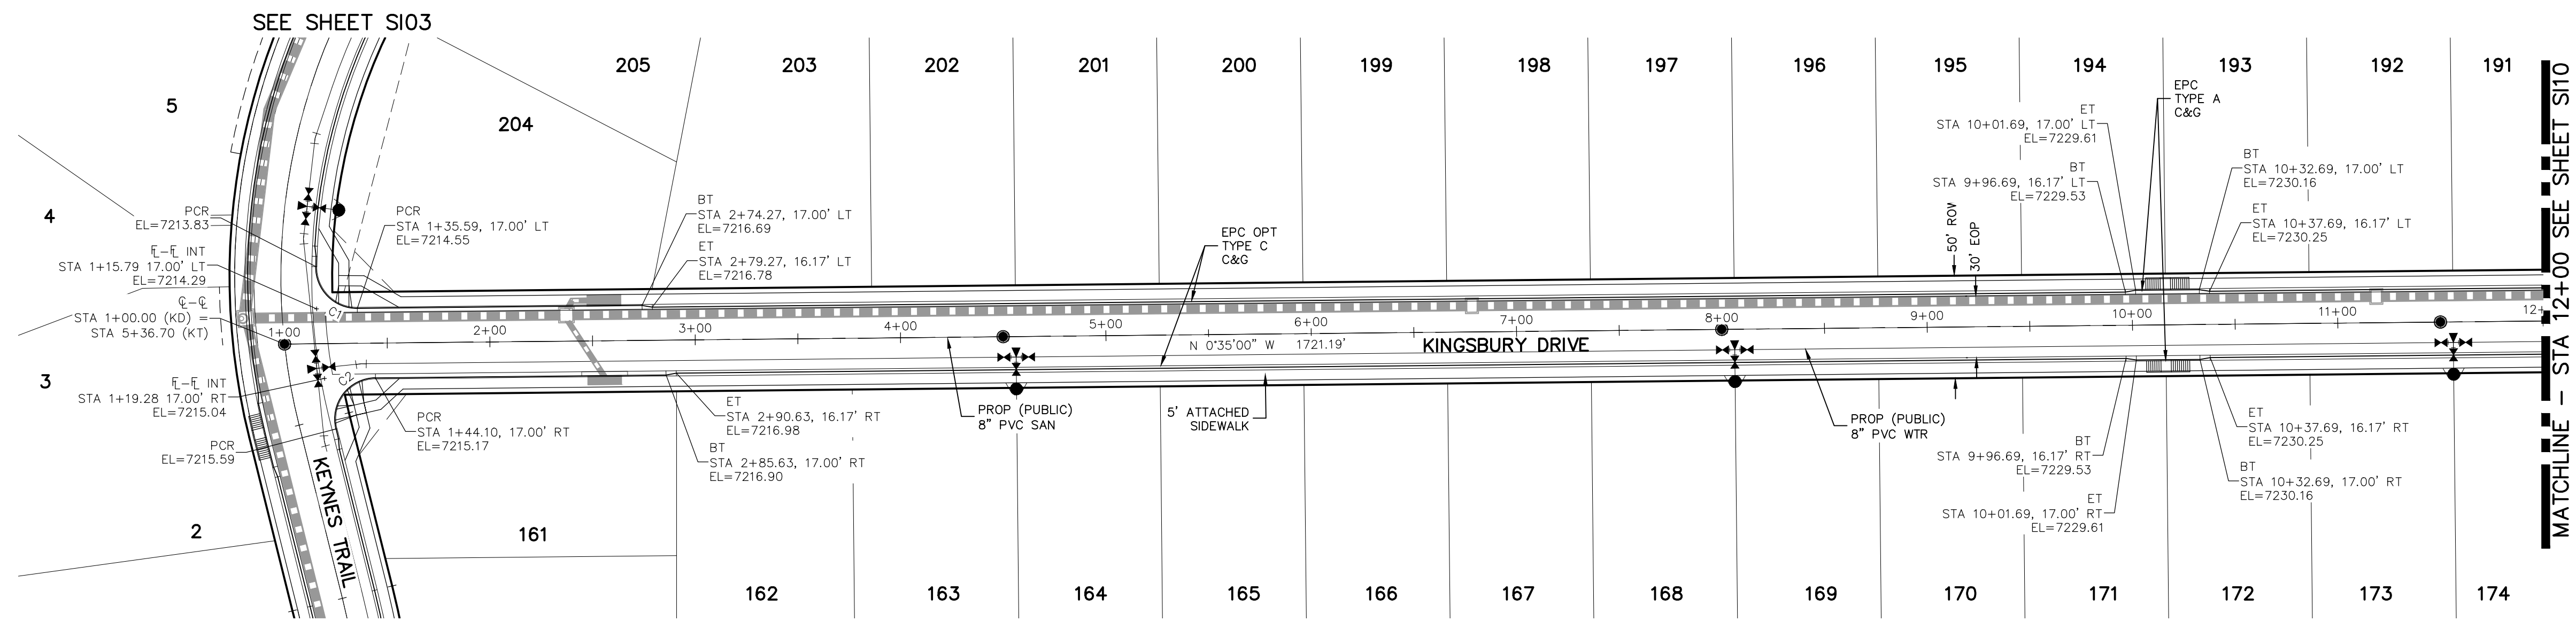 SEE SHEET SI03
205
203
202
201
200
199
198
197
196
195
194
193
192
191
5
204
4
3
2
161
PCR
EL=7213.83
℄-℄ INT
STA 1+15.79 17.00' LT
EL=7214.29
℄-℄
STA 1+00.00 (KD) =
STA 5+36.70 (KT)
℄-℄ INT
STA 1+19.28 17.00' RT
EL=7215.04
PCR
EL=7215.59
PCR
STA 1+35.59, 17.00' LT
EL=7214.55
PCR
STA 1+44.10, 17.00' RT
EL=7215.17
C1
C2
KEYNES TRAIL
BT
STA 2+74.27, 17.00' LT
EL=7216.69
ET
STA 2+79.27, 16.17' LT
EL=7216.78
ET
STA 2+90.63, 16.17' RT
EL=7216.98
BT
STA 2+85.63, 17.00' RT
EL=7216.90
EPC OPT
TYPE C
C&G
1+00
2+00
3+00
4+00
5+00
6+00
7+00
8+00
9+00
10+00
11+00
12+
N 0°35'00" W 1721.19'
KINGSBURY DRIVE
PROP (PUBLIC)
8" PVC SAN
5' ATTACHED
SIDEWALK
PROP (PUBLIC)
8" PVC WTR
50' ROW
30' EOP
ET
STA 10+01.69, 17.00' LT
EL=7229.61
BT
STA 9+96.69, 16.17' LT
EL=7229.53
EPC
TYPE A
C&G
BT
STA 10+32.69, 17.00' LT
EL=7230.16
ET
STA 10+37.69, 16.17' LT
EL=7230.25
BT
STA 9+96.69, 16.17' RT
EL=7229.53
ET
STA 10+01.69, 17.00' RT
EL=7229.61
ET
STA 10+37.69, 16.17' RT
EL=7230.25
BT
STA 10+32.69, 17.00' RT
EL=7230.16
162
163
164
165
166
167
168
169
170
171
172
173
174
MATCHLINE - STA 12+00 SEE SHEET SI10